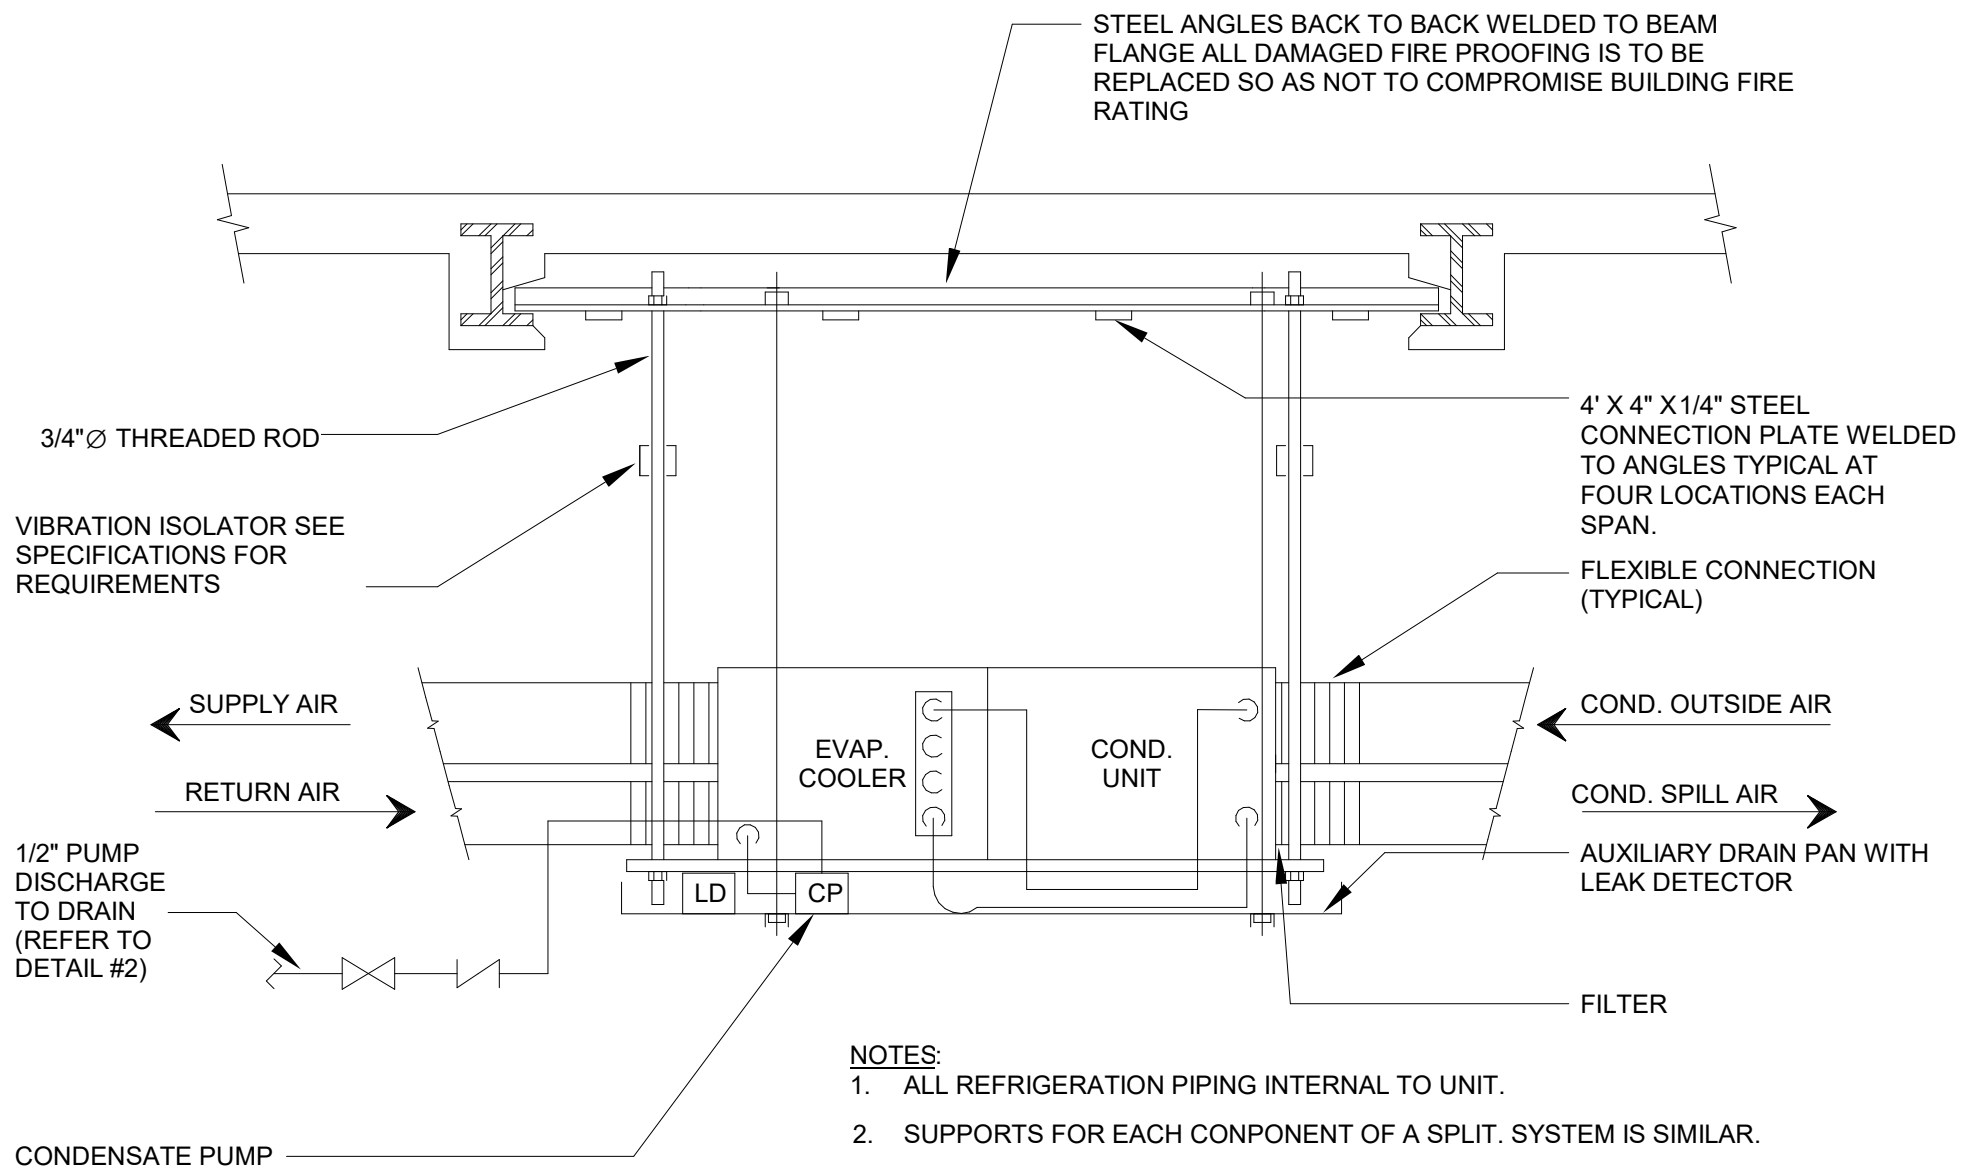 STEEL ANGLES BACK TO BACK WELDED TO BEAM
FLANGE ALL DAMAGED FIRE PROOFING IS TO BE
REPLACED SO AS NOT TO COMPROMISE BUILDING FIRE
RATING
3/4"∅ THREADED ROD
4' X 4" X1/4" STEEL
CONNECTION PLATE WELDED
TO ANGLES TYPICAL AT
FOUR LOCATIONS EACH
SPAN.
VIBRATION ISOLATOR SEE
SPECIFICATIONS FOR
REQUIREMENTS
FLEXIBLE CONNECTION
(TYPICAL)
SUPPLY AIR
RETURN AIR
EVAP.
COOLER
COND.
UNIT
COND. OUTSIDE AIR
COND. SPILL AIR
1/2" PUMP
DISCHARGE
TO DRAIN
(REFER TO
DETAIL #2)
LD
CP
AUXILIARY DRAIN PAN WITH
LEAK DETECTOR
FILTER
CONDENSATE PUMP
NOTES:
1. ALL REFRIGERATION PIPING INTERNAL TO UNIT.
2. SUPPORTS FOR EACH CONPONENT OF A SPLIT. SYSTEM IS SIMILAR.